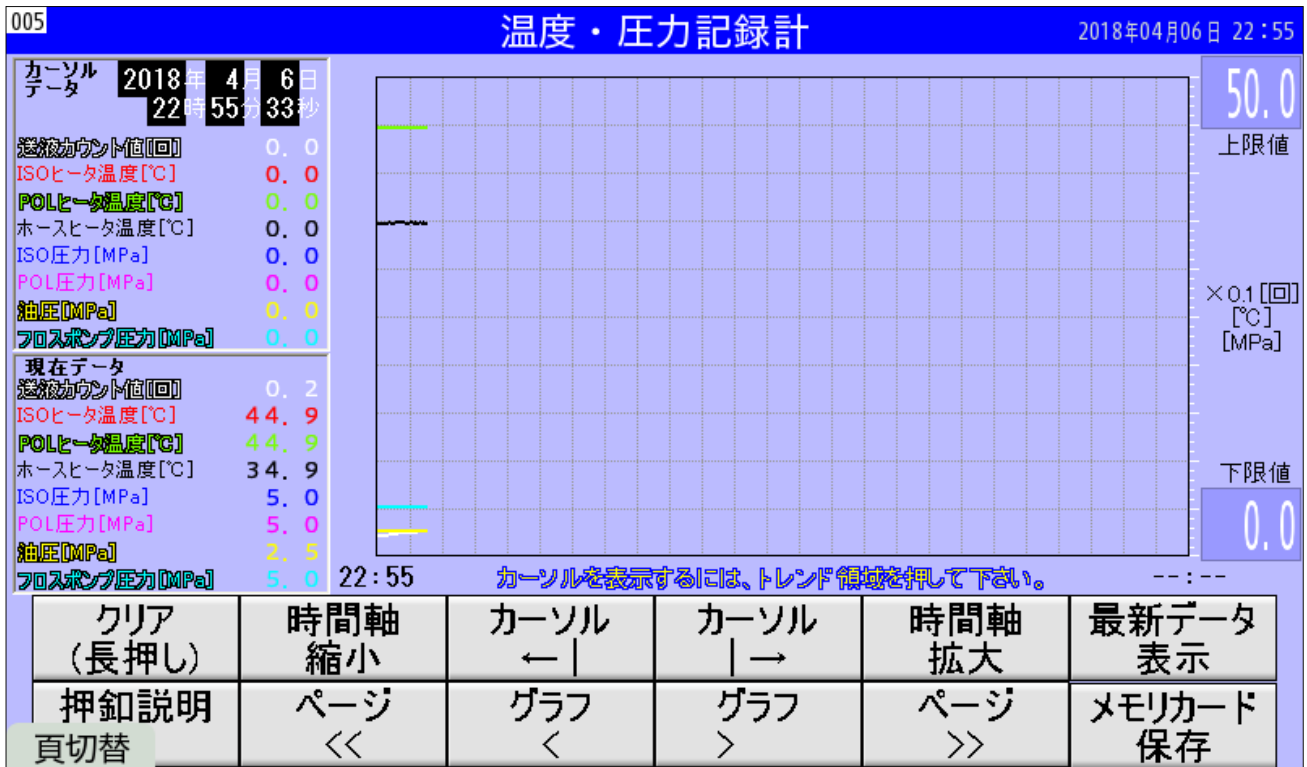 005
温度・圧力記録計
2018年04月06日 22:55
カーソル
データ
2018年 4月 6日
22時55分33秒
送液カウント値[回] 0. 0
ISOヒータ温度[℃] 0. 0
POLヒータ温度[℃] 0. 0
ホースヒータ温度[℃] 0. 0
ISO圧力[MPa] 0. 0
POL圧力[MPa] 0. 0
油圧[MPa] 0. 0
フロスポンプ圧力[MPa] 0. 0
現在データ
送液カウント値[回] 0. 2
ISOヒータ温度[℃] 44. 9
POLヒータ温度[℃] 44. 9
ホースヒータ温度[℃] 34. 9
ISO圧力[MPa] 5. 0
POL圧力[MPa] 5. 0
油圧[MPa] 2. 5
フロスポンプ圧力[MPa] 5. 0
50.0
上限値
×0.1[回]
[℃]
[MPa]
下限値
0.0
22:55
カーソルを表示するには、トレンド領域を押して下さい。
--:--
クリア
(長押し)
時間軸
縮小
カーソル
←|
カーソル
|→
時間軸
拡大
最新データ
表示
押釦説明
頁切替
ページ
<<
グラフ
<
グラフ
>
ページ
>>
メモリカード
保存